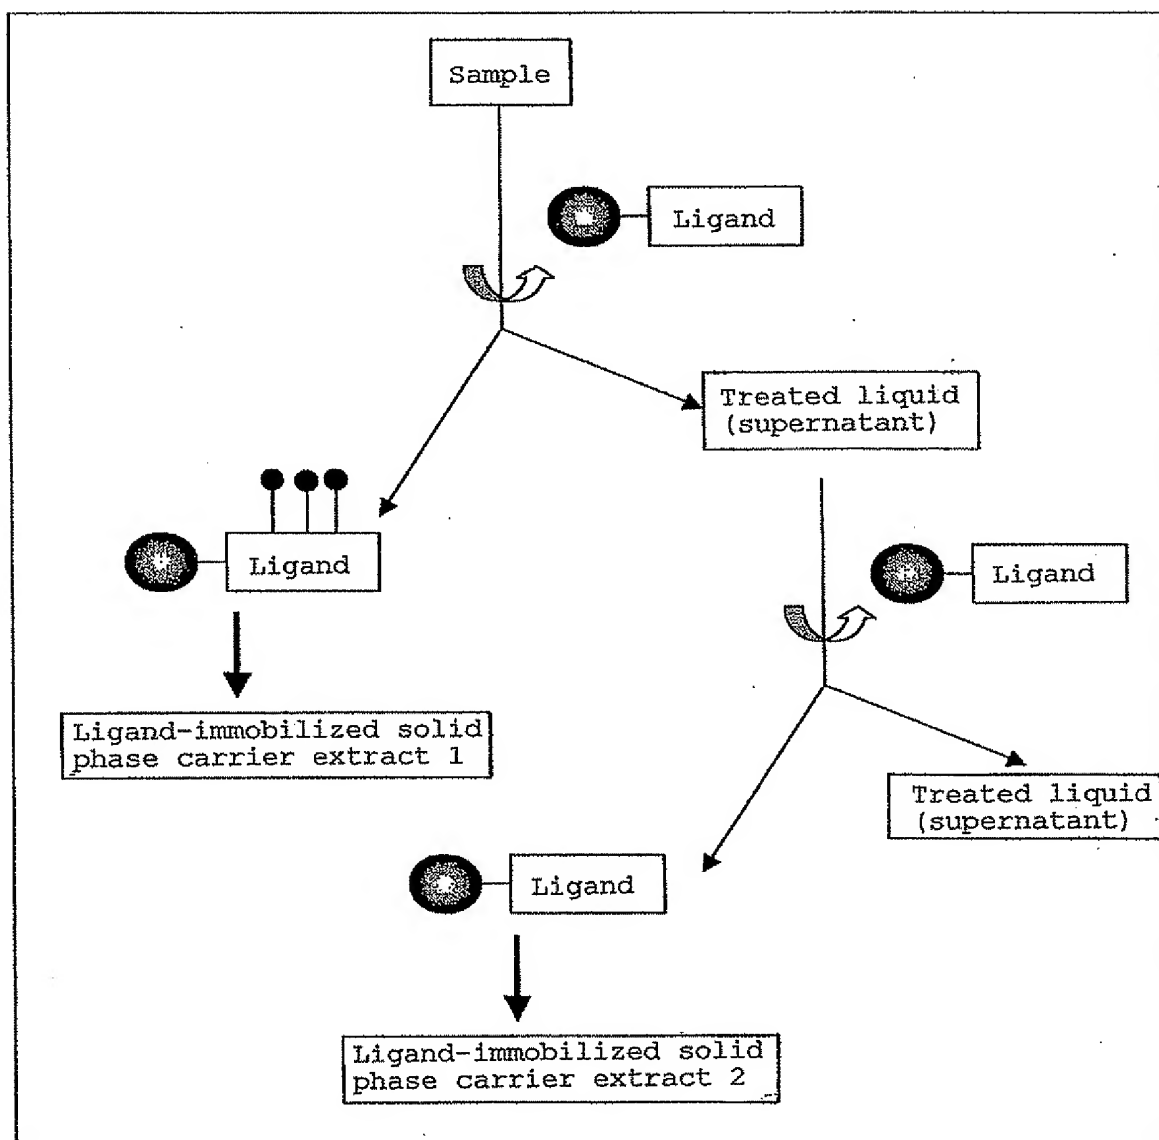 Sample
Ligand
Treated liquid
(supernatant)
Ligand
Ligand
Ligand-immobilized solid
phase carrier extract 1
Treated liquid
(supernatant)
Ligand
Ligand-immobilized solid
phase carrier extract 2